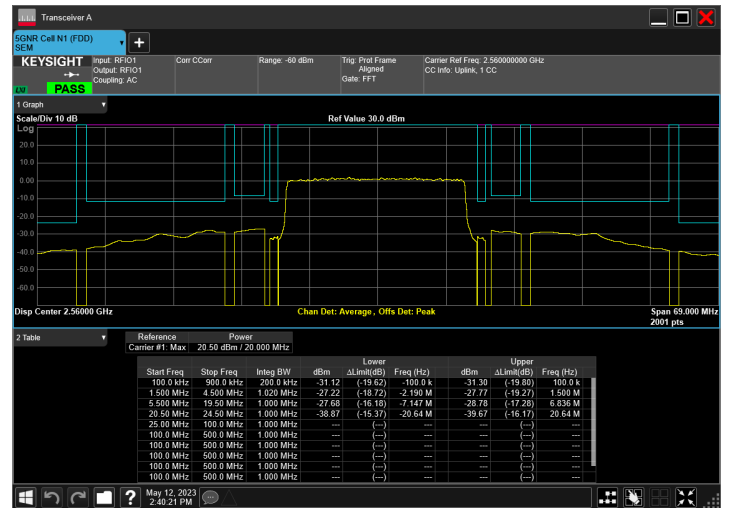 Transceiver A
5GNR Cell N1 (FDD)
SEM
KEYSIGHT
Input: RFIO1
Output: RFIO1
Coupling: AC
Corr CCorr
Range: -60 dBm
Trig: Prot Frame
Aligned
Gate: FFT
Carrier Ref Freq: 2.560000000 GHz
CC Info: Uplink, 1 CC
LXI PASS
1 Graph
Scale/Div 10 dB Ref Value 30.0 dBm
Log
20.0
10.0
0.00
-10.0
-20.0
-30.0
-40.0
-50.0
-60.0
Disp Center 2.56000 GHz Chan Det: Average , Offs Det: Peak Span 69.000 MHz
2001 pts
2 Table
Reference Power
Carrier #1: Max 20.50 dBm / 20.000 MHz
Lower Upper
Start Freq Stop Freq Integ BW dBm ΔLimit(dB) Freq (Hz) dBm ΔLimit(dB) Freq (Hz)
100.0 kHz 900.0 kHz 200.0 kHz -31.12 (-19.62) -100.0 k -31.30 (-19.80) 100.0 k
1.500 MHz 4.500 MHz 1.020 MHz -27.22 (-18.72) -2.190 M -27.77 (-19.27) 1.500 M
5.500 MHz 19.50 MHz 1.000 MHz -27.68 (-16.18) -7.147 M -28.78 (-17.28) 6.836 M
20.50 MHz 24.50 MHz 1.000 MHz -38.87 (-15.37) -20.64 M -39.67 (-16.17) 20.64 M
25.00 MHz 100.0 MHz 1.000 MHz --- (---) --- --- (---) ---
100.0 MHz 500.0 MHz 1.000 MHz --- (---) --- --- (---) ---
100.0 MHz 500.0 MHz 1.000 MHz --- (---) --- --- (---) ---
100.0 MHz 500.0 MHz 1.000 MHz --- (---) --- --- (---) ---
100.0 MHz 500.0 MHz 1.000 MHz --- (---) --- --- (---) ---
100.0 MHz 500.0 MHz 1.000 MHz --- (---) --- --- (---) ---
May 12, 2023
2:40:21 PM